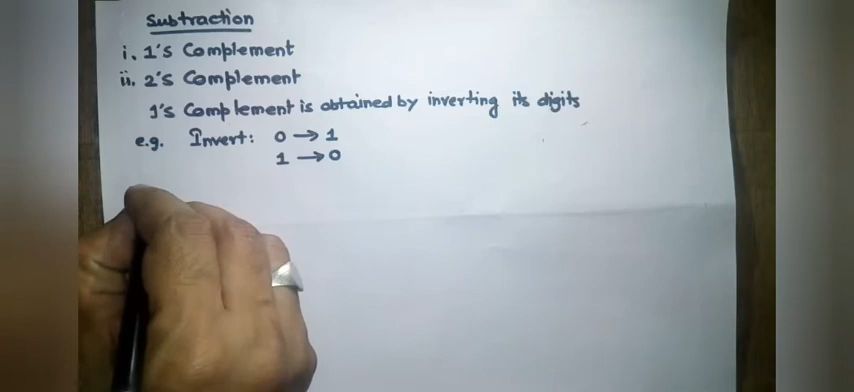 Subtraction
i. 1's Complement
ii. 2's Complement
1's Complement is obtained by inverting its digits
e.g. Invert: 0 → 1
1 → 0